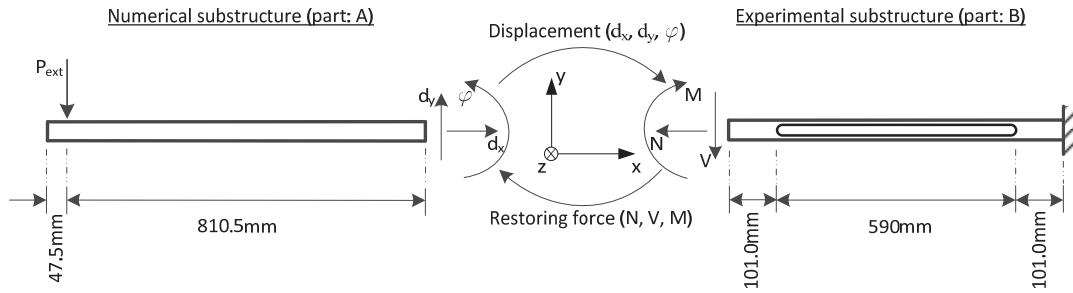 Numerical substructure (part: A)
Experimental substructure (part: B)
Displacement (dx, dy, φ)
Pext
dy
φ
dx
y
x
z
M
N
V
Restoring force (N, V, M)
47.5mm
810.5mm
101.0mm
590mm
101.0mm